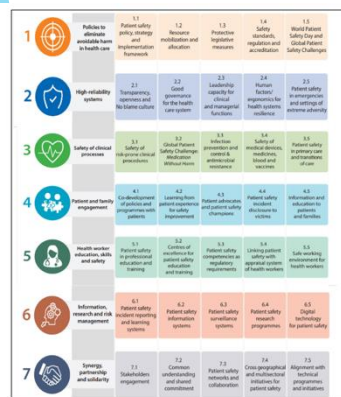 1
Policies to
eliminate
avoidable harm
in health care
1.1
Patient safety
policy, strategy
and
implementation
framework
1.2
Resource
mobilization and
allocation
1.3
Protective
legislative
measures
1.4
Safety
standards,
regulation and
accreditation
1.5
World Patient
Safety Day and
Global Patient
Safety Challenges
2
High-reliability
systems
2.1
Transparency,
openness and
No blame culture
2.2
Good
governance for
the health care
system
2.3
Leadership
capacity for
clinical
and managerial
functions
2.4
Human
factors/
ergonomics for
health systems
resilience
2.5
Patient safety
in emergencies
and settings of
extreme adversity
3
Safety of clinical
processes
3.1
Safety of
risk-prone clinical
procedures
3.2
Global Patient
Safety Challenge:
Medication
Without Harm
3.3
Infection
prevention and
control &
antimicrobial
resistance
3.4
Safety of
medical devices,
medicines,
blood and
vaccines
3.5
Patient safety
in primary care
and transitions
of care
4
Patient and family
engagement
4.1
Co-development
of policies and
programmes with
patients
4.2
Learning from
patient experience
for safety
improvement
4.3
Patient advocates
and patient safety
champions
4.4
Patient safety
incident
disclosure to
victims
4.5
Information and
education to
patients and
families
5
Health worker
education, skills
and safety
5.1
Patient safety
in professional
education and
training
5.2
Centres of
excellence for
patient safety
education
and training
5.3
Patient safety
competencies as
regulatory
requirements
5.4
Linking patient
safety with
appraisal system
of health workers
5.5
Safe working
environment for
health workers
6
Information,
research and risk
management
6.1
Patient safety
incident reporting
and learning
systems
6.2
Patient safety
information
systems
6.3
Patient safety
surveillance
systems
6.4
Patient safety
research
programmes
6.5
Digital
technology
for patient safety
7
Synergy,
partnership
and solidarity
7.1
Stakeholders
engagement
7.2
Common
understanding
and shared
commitment
7.3
Patient safety
networks and
collaboration
7.4
Cross geographical
and multisectoral
initiatives for
patient safety
7.5
Alignment with
technical
programmes and
initiatives